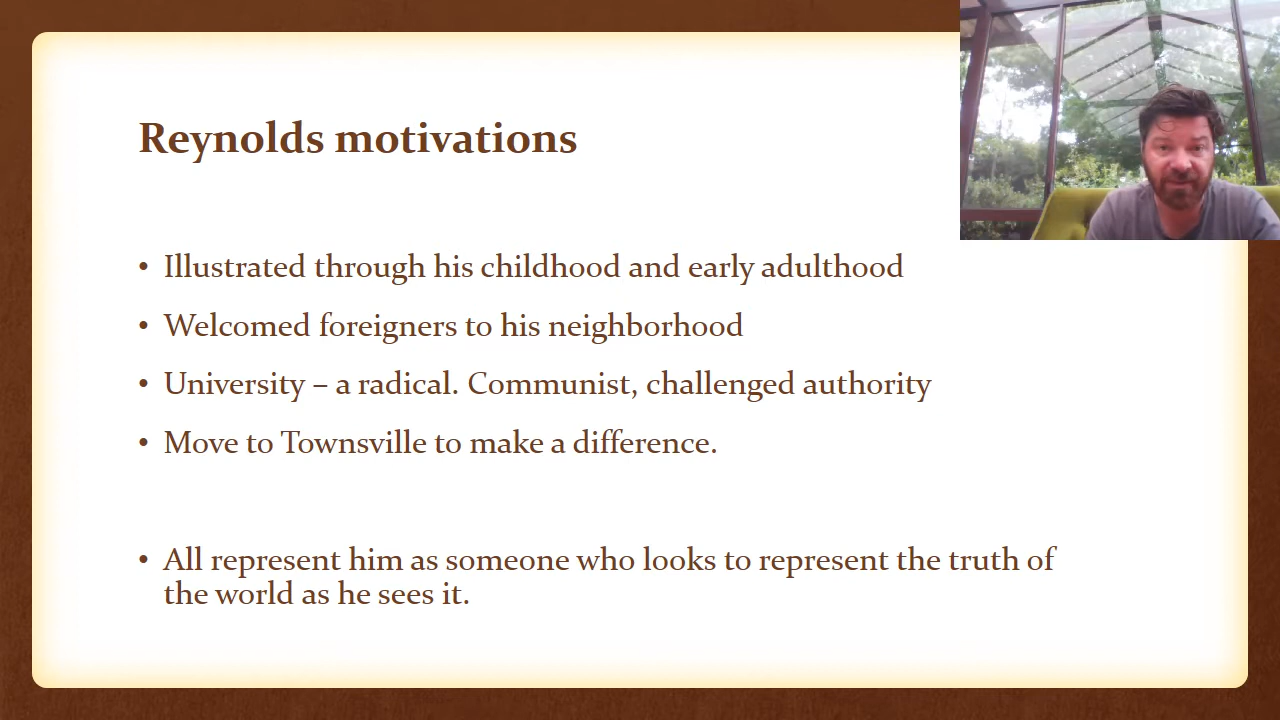 Reynolds motivations
• Illustrated through his childhood and early adulthood
• Welcomed foreigners to his neighborhood
• University – a radical. Communist, challenged authority
• Move to Townsville to make a difference.
• All represent him as someone who looks to represent the truth of
the world as he sees it.